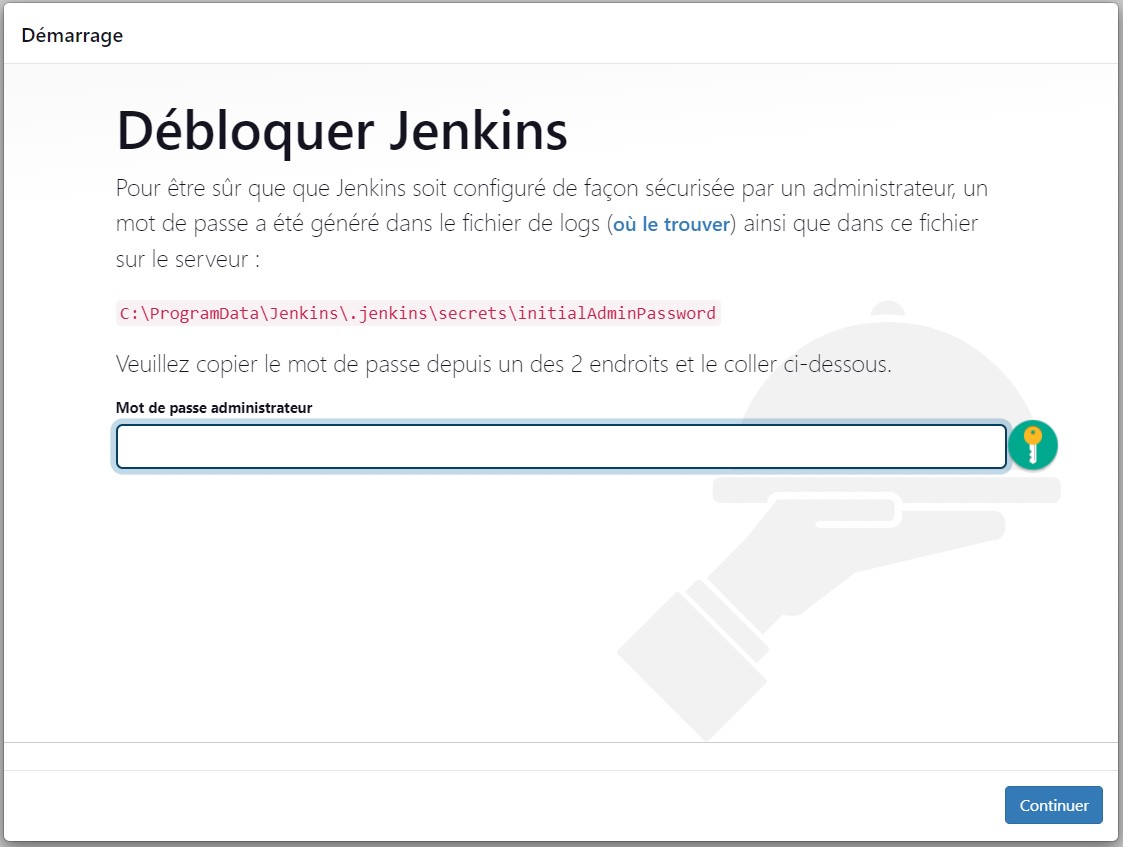 Démarrage
Débloquer Jenkins
Pour être sûr que que Jenkins soit configuré de façon sécurisée par un administrateur, un
mot de passe a été généré dans le fichier de logs (où le trouver) ainsi que dans ce fichier
sur le serveur :
C:\ProgramData\Jenkins\.jenkins\secrets\initialAdminPassword
Veuillez copier le mot de passe depuis un des 2 endroits et le coller ci-dessous.
Mot de passe administrateur
Continuer